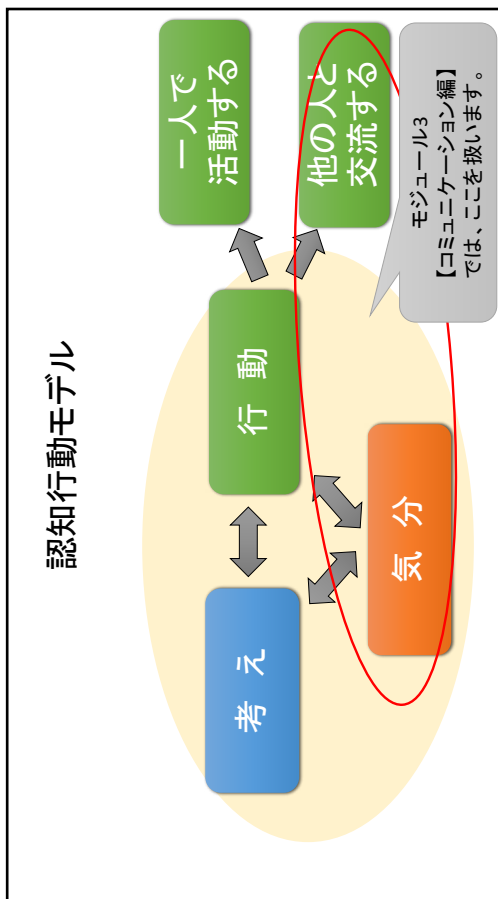 認知行動モデル
考 え
行 動
気 分
一人で
活動する
他の人と
交流する
モジュール3
【コミュニケーション編】
では、ここを扱います。